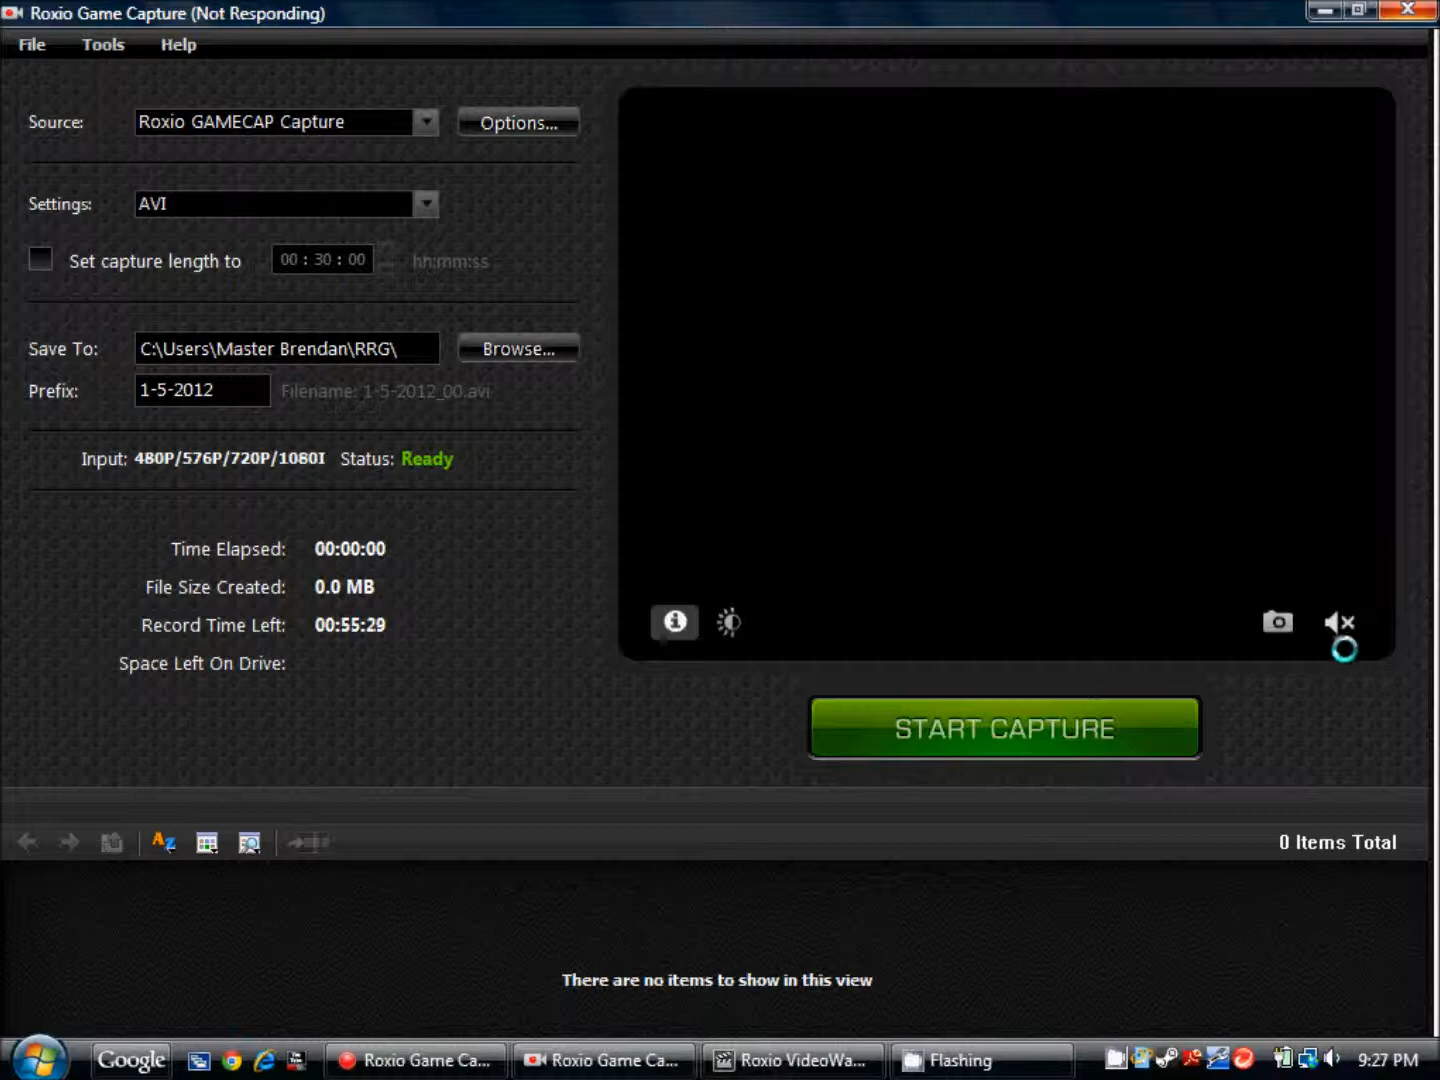 Roxio Game Capture (Not Responding)
File Tools Help
Source: Roxio GAMECAP Capture Options...
Settings: AVI
Set capture length to 00 : 30 : 00 hh:mm:ss
Save To: C:\Users\Master Brendan\RRG\ Browse...
Prefix: 1-5-2012 Filename: 1-5-2012_00.avi
Input: 480P/576P/720P/1080I Status: Ready
Time Elapsed: 00:00:00
File Size Created: 0.0 MB
Record Time Left: 00:55:29
Space Left On Drive:
START CAPTURE
AZ
0 Items Total
There are no items to show in this view
Google Roxio Game Ca... Roxio Game Ca... Roxio VideoWa... Flashing 9:27 PM